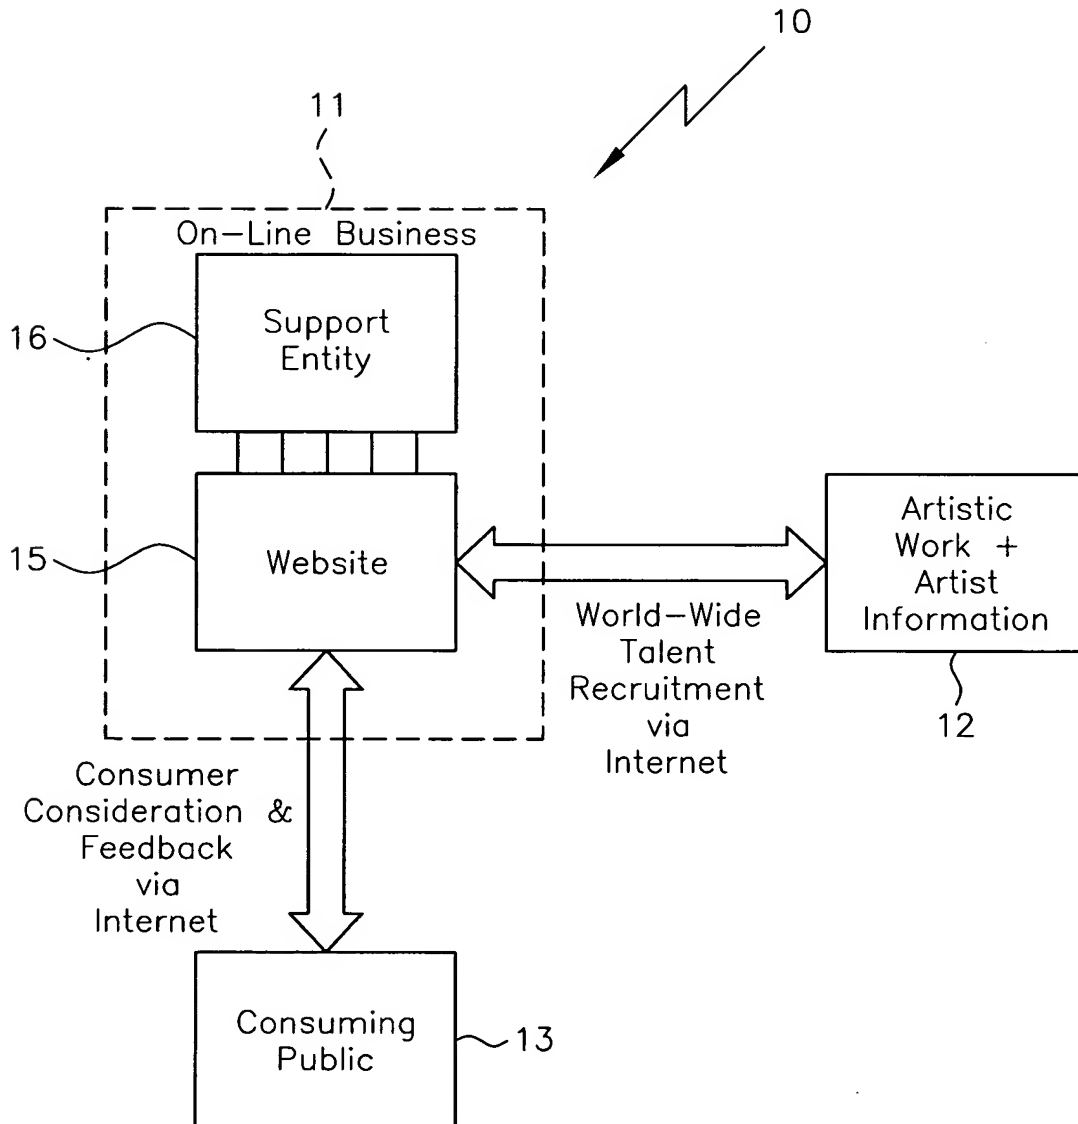 10
11
On-Line Business
Support
Entity
16
Website
15
Artistic
Work +
Artist
Information
12
World-Wide
Talent
Recruitment
via
Internet
Consumer
Consideration &
Feedback
via
Internet
Consuming
Public
13